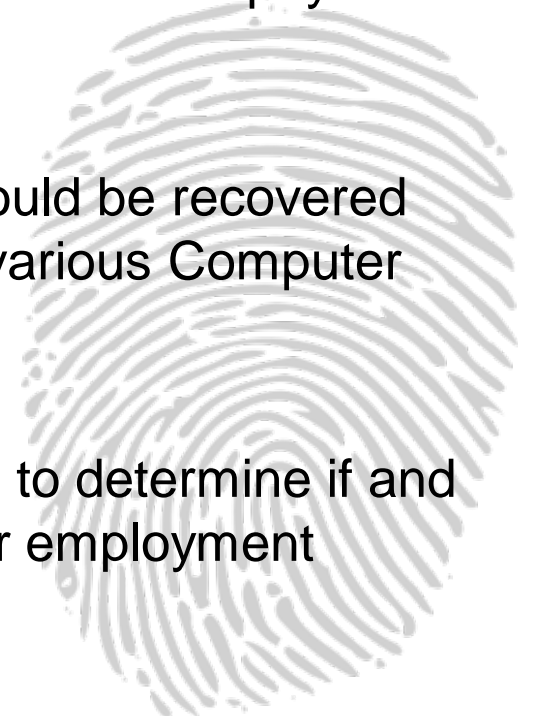 ould be recovered
various Computer
to determine if and
r employment